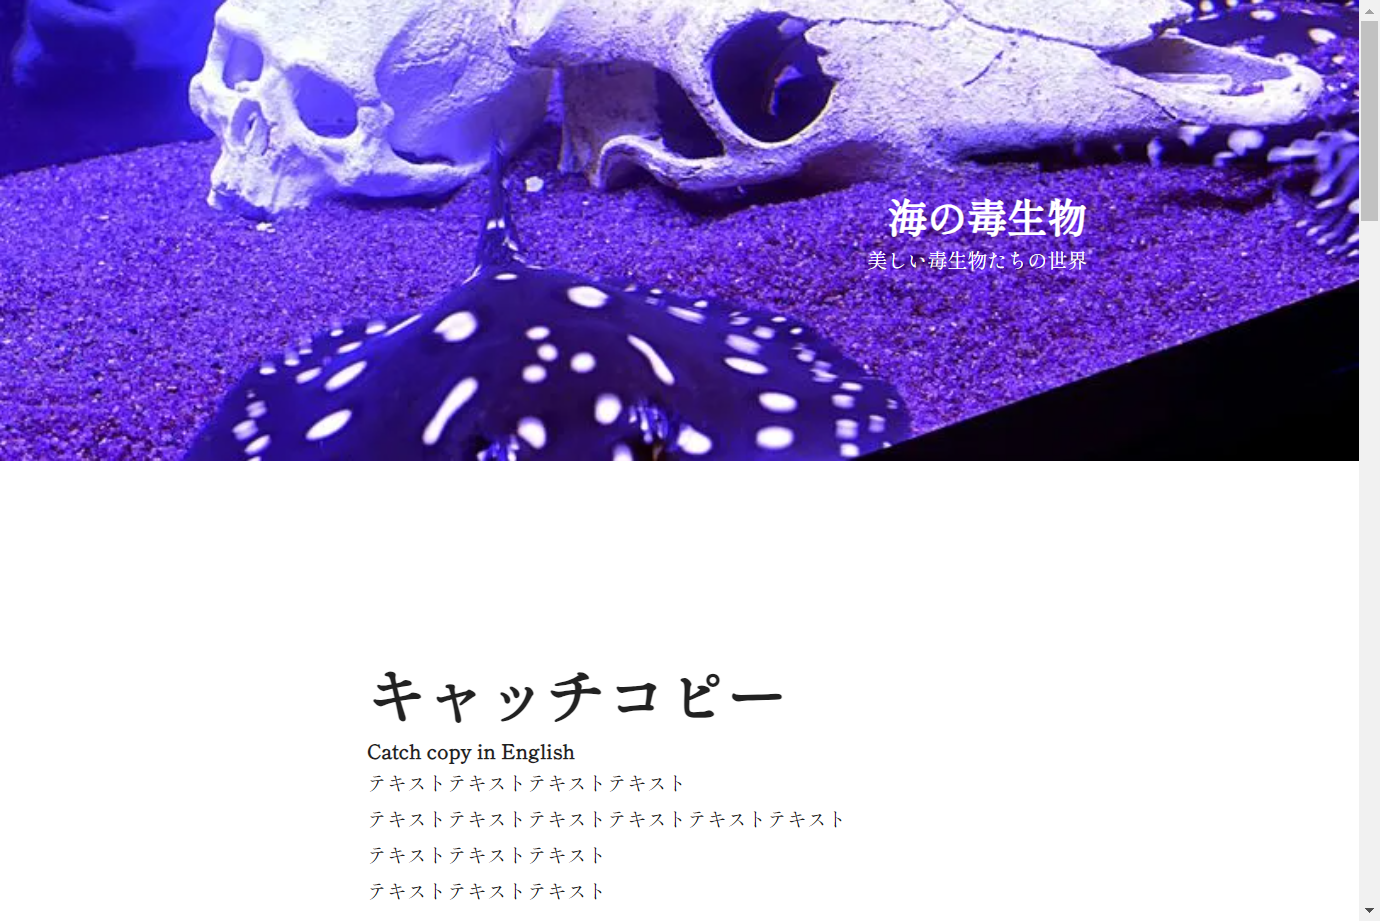 海の毒生物
美しい毒生物たちの世界
キャッチコピー
Catch copy in English
テキストテキストテキストテキスト
テキストテキストテキストテキストテキストテキスト
テキストテキストテキスト
テキストテキストテキスト